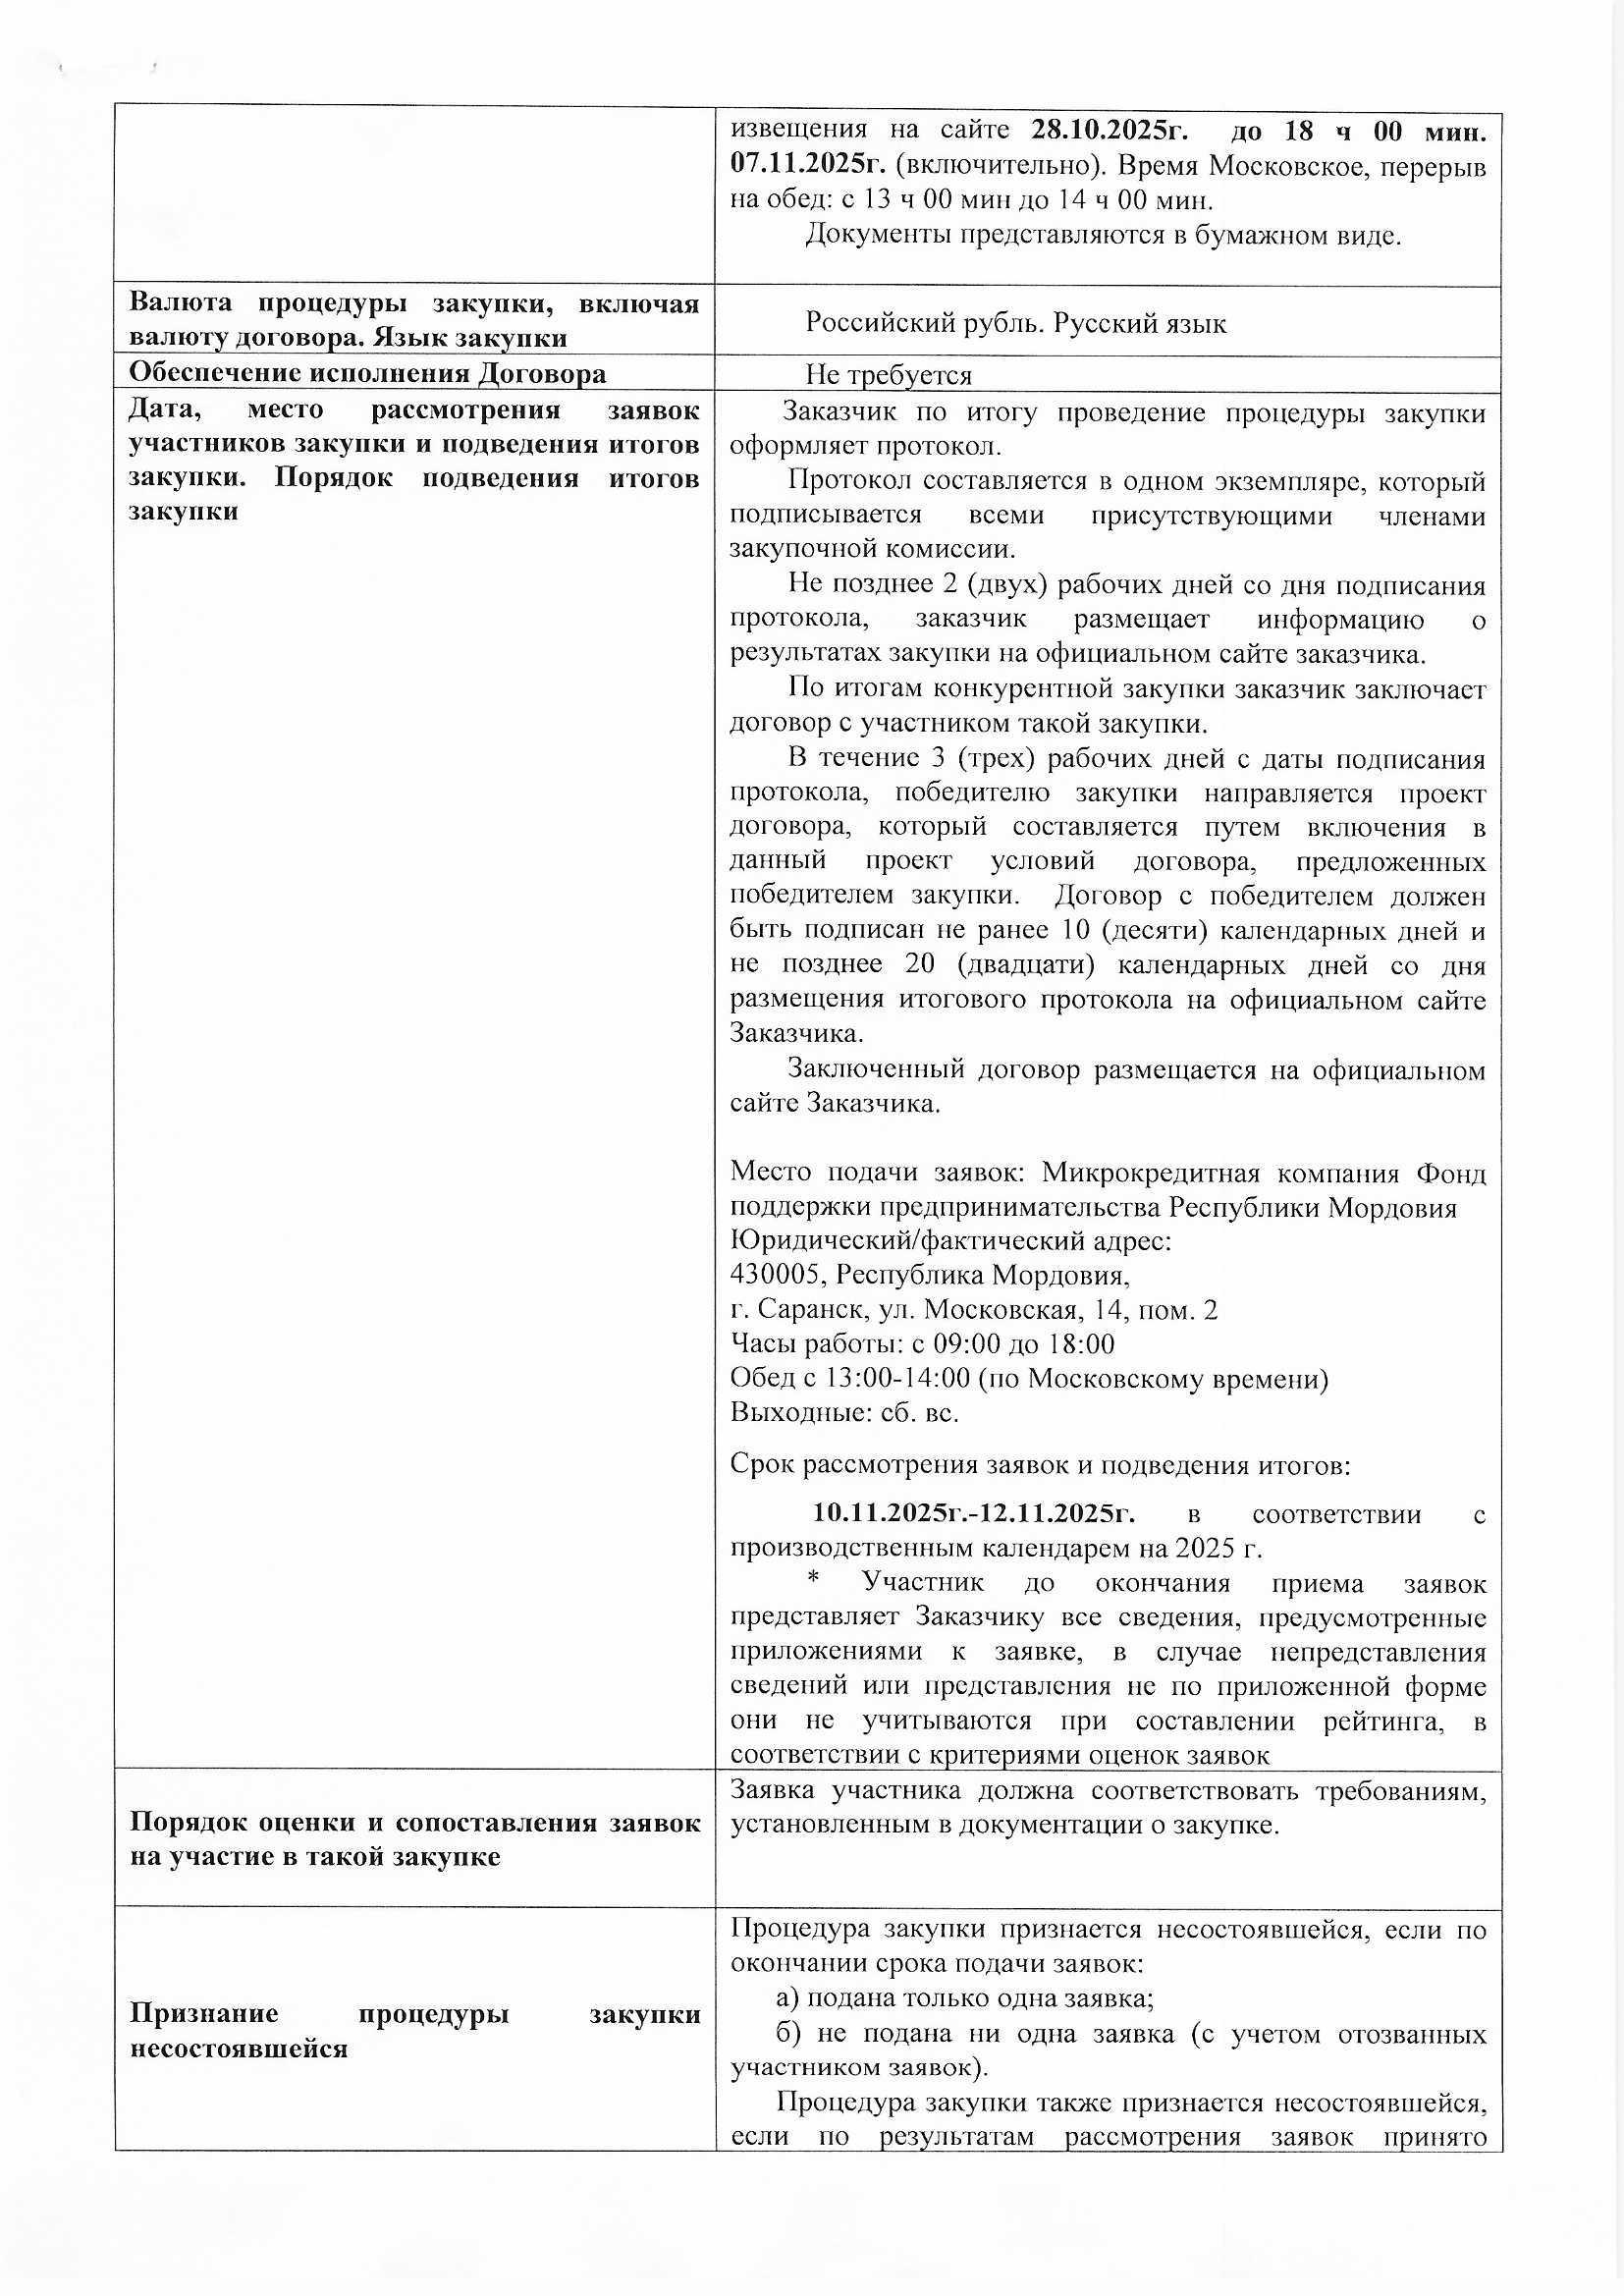 извещения на сайте 28.10.2025г. до 18 ч 00 мин.
07.11.2025г. (включительно). Время Московское, перерыв
на обед: с 13 ч 00 мин до 14 ч 00 мин.
Документы представляются в бумажном виде.
Валюта процедуры закупки, включая
валюту договора. Язык закупки
Российский рубль. Русский язык
Обеспечение исполнения Договора
Не требуется
Дата, место рассмотрения заявок
участников закупки и подведения итогов
закупки. Порядок подведения итогов
закупки
Заказчик по итогу проведение процедуры закупки
оформляет протокол.
Протокол составляется в одном экземпляре, который
подписывается всеми присутствующими членами
закупочной комиссии.
Не позднее 2 (двух) рабочих дней со дня подписания
протокола, заказчик размещает информацию о
результатах закупки на официальном сайте заказчика.
По итогам конкурентной закупки заказчик заключает
договор с участником такой закупки.
В течение 3 (трех) рабочих дней с даты подписания
протокола, победителю закупки направляется проект
договора, который составляется путем включения в
данный проект условий договора, предложенных
победителем закупки. Договор с победителем должен
быть подписан не ранее 10 (десяти) календарных дней и
не позднее 20 (двадцати) календарных дней со дня
размещения итогового протокола на официальном сайте
Заказчика.
Заключенный договор размещается на официальном
сайте Заказчика.
Место подачи заявок: Микрокредитная компания Фонд
поддержки предпринимательства Республики Мордовия
Юридический/фактический адрес:
430005, Республика Мордовия,
г. Саранск, ул. Московская, 14, пом. 2
Часы работы: с 09:00 до 18:00
Обед с 13:00-14:00 (по Московскому времени)
Выходные: сб. вс.
Срок рассмотрения заявок и подведения итогов:
10.11.2025г.-12.11.2025г. в соответствии с
производственным календарем на 2025 г.
* Участник до окончания приема заявок
представляет Заказчику все сведения, предусмотренные
приложениями к заявке, в случае непредставления
сведений или представления не по приложенной форме
они не учитываются при составлении рейтинга, в
соответствии с критериями оценок заявок
Порядок оценки и сопоставления заявок
на участие в такой закупке
Заявка участника должна соответствовать требованиям,
установленным в документации о закупке.
Признание процедуры закупки
несостоявшейся
Процедура закупки признается несостоявшейся, если по
окончании срока подачи заявок:
а) подана только одна заявка;
б) не подана ни одна заявка (с учетом отозванных
участником заявок).
Процедура закупки также признается несостоявшейся,
если по результатам рассмотрения заявок принято